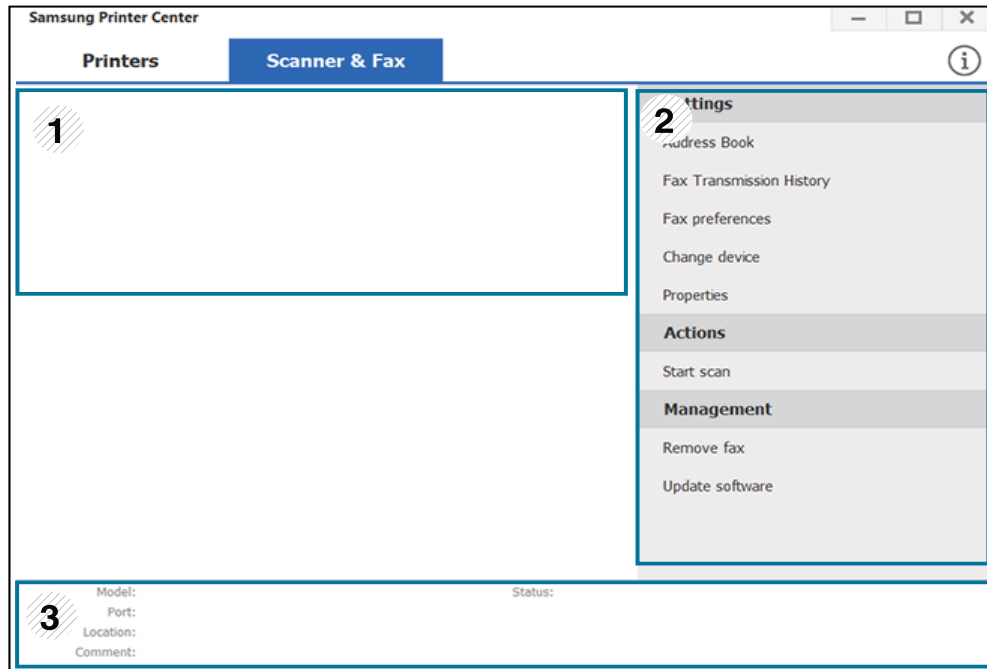 Samsung Printer Center
Printers
Scanner & Fax
i
1
2
ttings
Address Book
Fax Transmission History
Fax preferences
Change device
Properties
Actions
Start scan
Management
Remove fax
Update software
3
Model:
Status:
Port:
Location:
Comment: